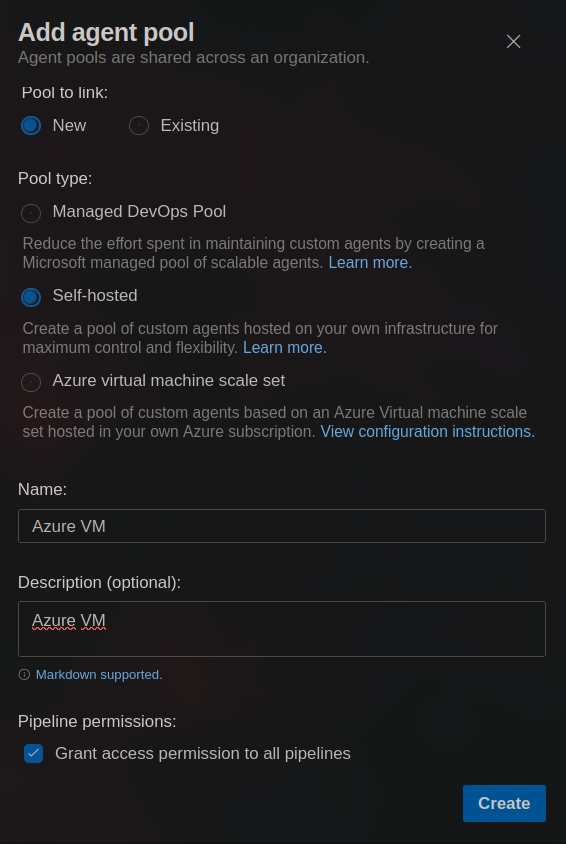 Add agent pool
Agent pools are shared across an organization.
Pool to link:
New Existing
Pool type:
Managed DevOps Pool
Reduce the effort spent in maintaining custom agents by creating a
Microsoft managed pool of scalable agents. Learn more.
Self-hosted
Create a pool of custom agents hosted on your own infrastructure for
maximum control and flexibility. Learn more.
Azure virtual machine scale set
Create a pool of custom agents based on an Azure Virtual machine scale
set hosted in your own Azure subscription. View configuration instructions.
Name:
Azure VM
Description (optional):
Azure VM
Markdown supported.
Pipeline permissions:
Grant access permission to all pipelines
Create